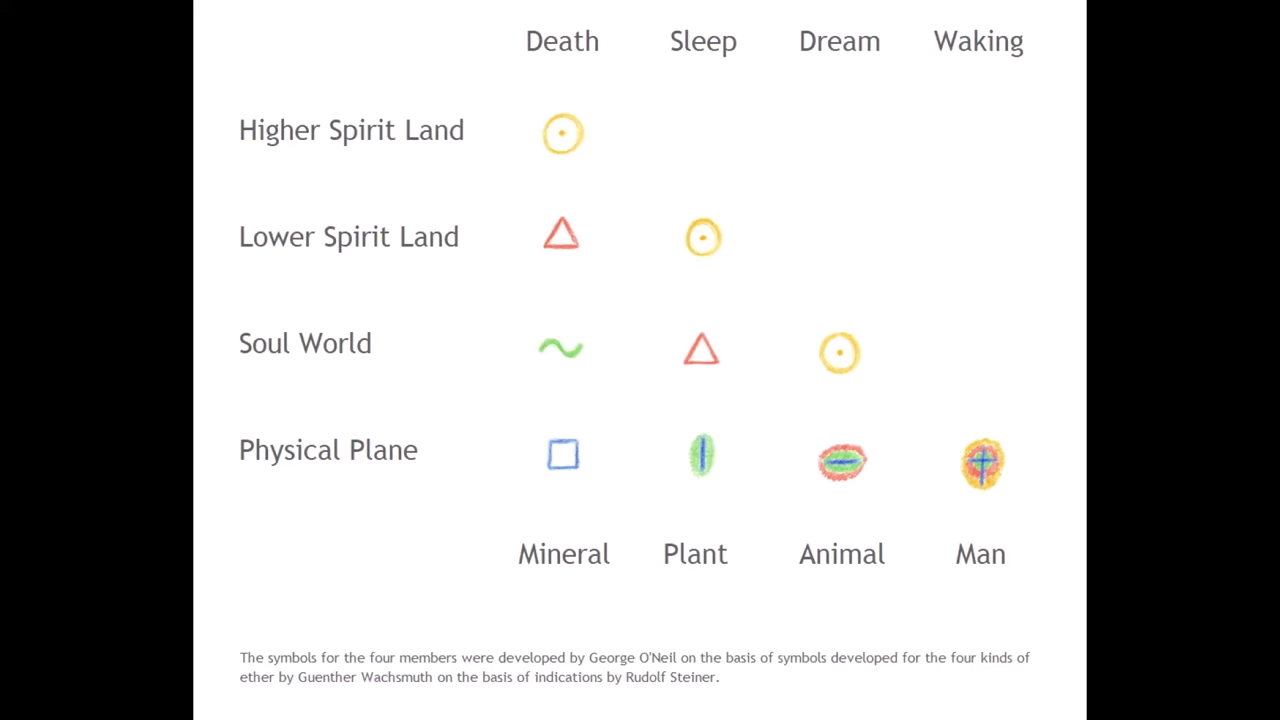 Death Sleep Dream Waking
Higher Spirit Land
Lower Spirit Land
Soul World
Physical Plane
Mineral Plant Animal Man
The symbols for the four members were developed by George O'Neil on the basis of symbols developed for the four kinds of
ether by Guenther Wachsmuth on the basis of indications by Rudolf Steiner.